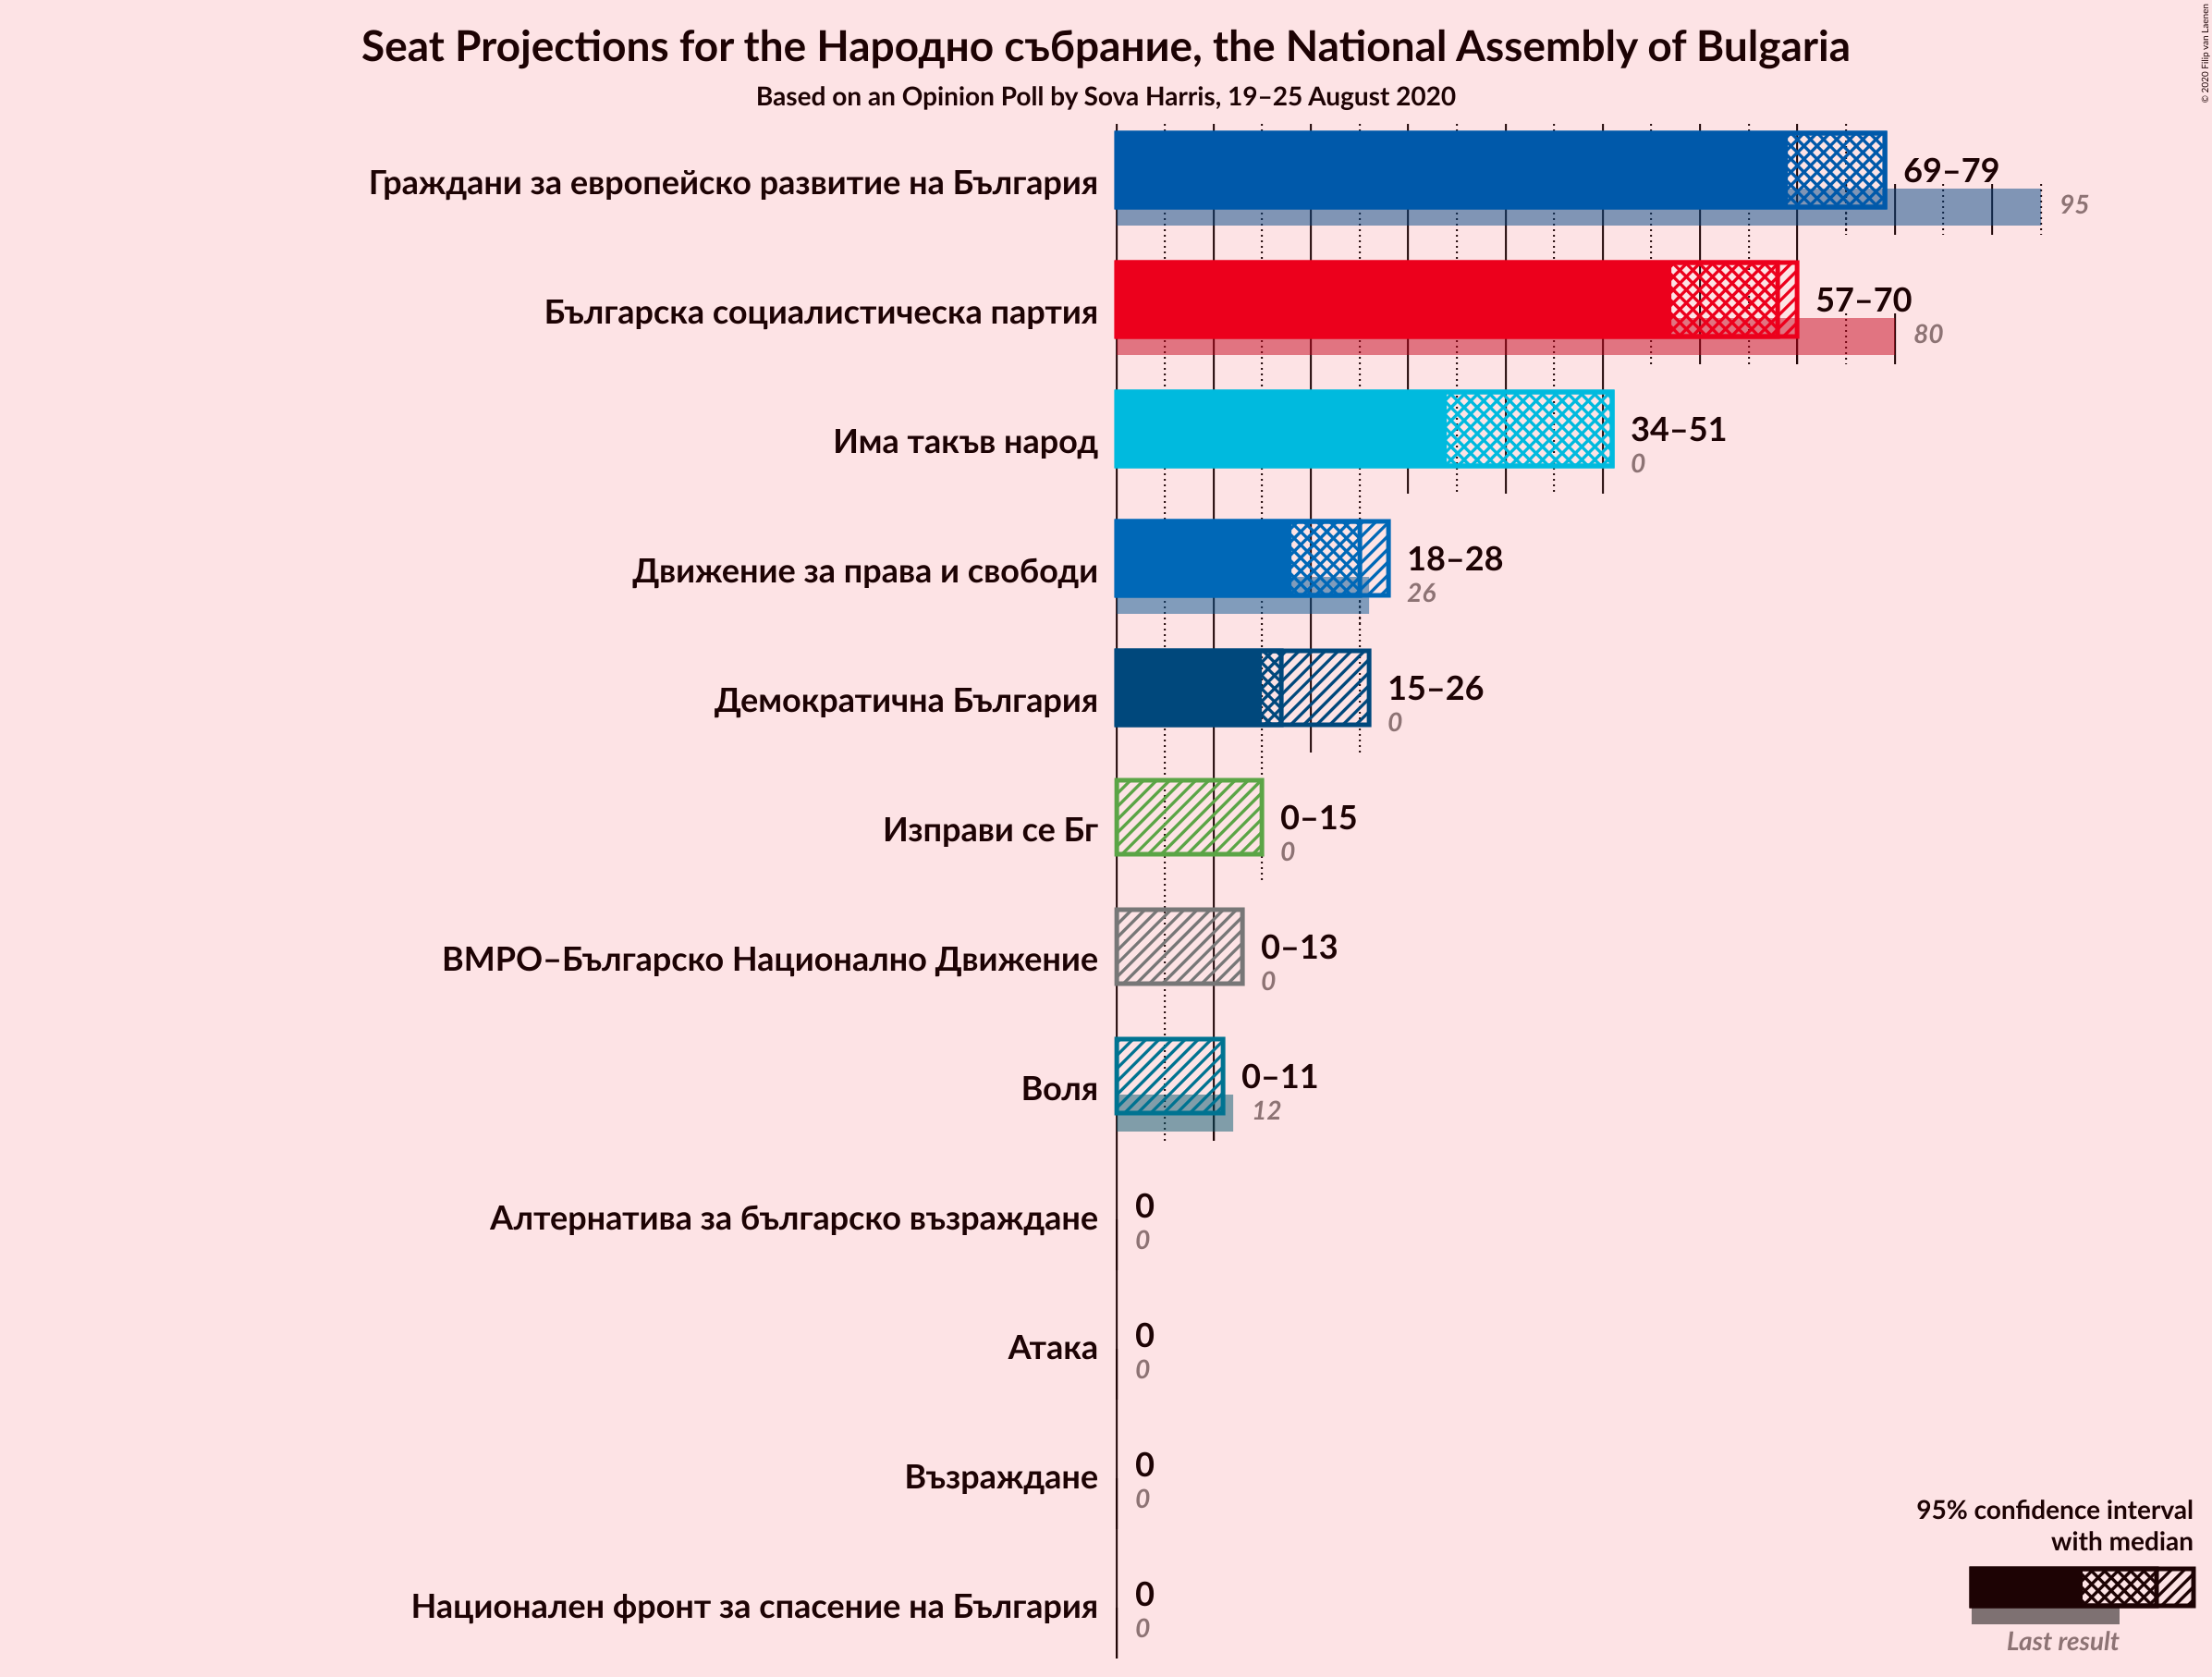 Seat Projections for the Народно събрание, the National Assembly of Bulgaria
Based on an Opinion Poll by Sova Harris, 19–25 August 2020
© 2020 Filip van Laenen
Граждани за европейско развитие на България
69–79
95
Българска социалистическа партия
57–70
80
Има такъв народ
34–51
0
Движение за права и свободи
18–28
26
Демократична България
15–26
0
Изправи се Бг
0–15
0
ВМРО–Българско Национално Движение
0–13
0
Воля
0–11
12
Алтернатива за българско възраждане
0
0
Атака
0
0
Възраждане
0
0
Национален фронт за спасение на България
0
0
95% confidence interval
with median
Last result